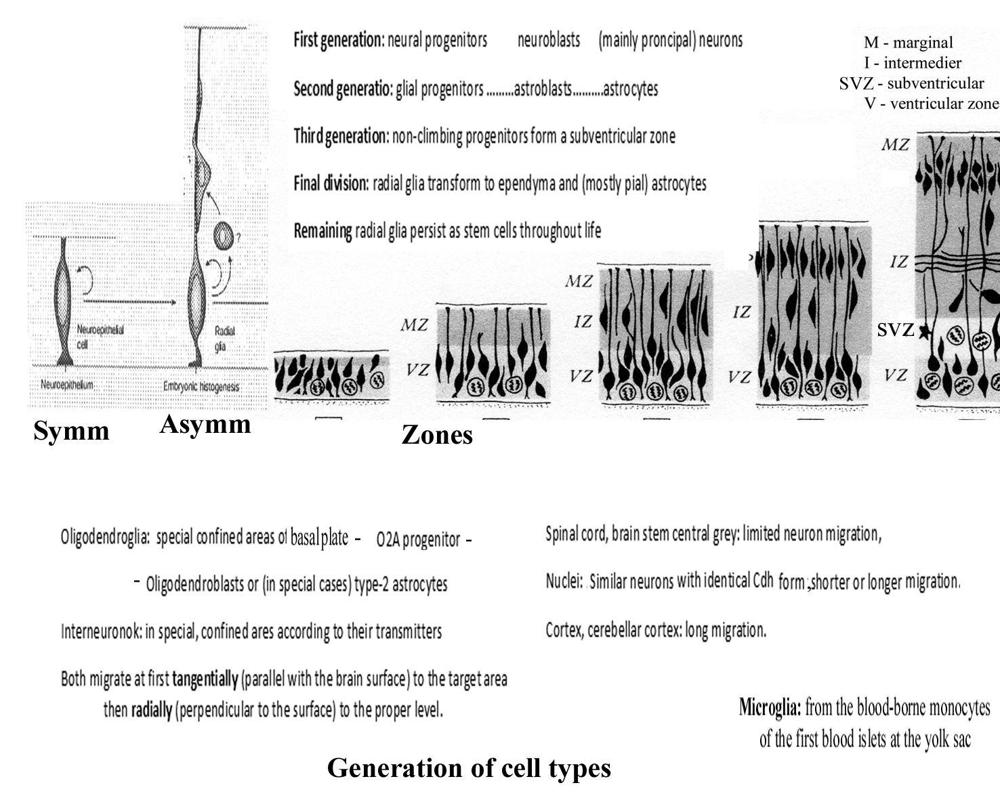 First generation: neural progenitors neuroblasts (mainly proncipal) neurons
Second generatio: glial progenitors ........astroblasts.........astrocytes
Third generation: non-climbing progenitors form a subventricular zone
Final division: radial glia transform to ependyma and (mostly pial) astrocytes
Remaining radial glia persist as stem cells throughout life
M - marginal
I - intermedier
SVZ - subventricular
V - ventricular zone
?
Neuroepithelial
cell
Radial
glia
Neuroepithelium
Embryonic histogenesis
Symm
Asymm
MZ
VZ
MZ
IZ
VZ
IZ
VZ
MZ
IZ
SVZ
VZ
Zones
Oligodendroglia: special confined areas of basal plate – O2A progenitor –
– Oligodendroblasts or (in special cases) type-2 astrocytes
Interneuronok: in special, confined ares according to their transmitters
Both migrate at first tangentially (parallel with the brain surface) to the target area
then radially (perpendicular to the surface) to the proper level.
Spinal cord, brain stem central grey: limited neuron migration,
Nuclei: Similar neurons with identical Cdh form ;shorter or longer migration.
Cortex, cerebellar cortex: long migration.
Microglia: from the blood-borne monocytes
of the first blood islets at the yolk sac
Generation of cell types